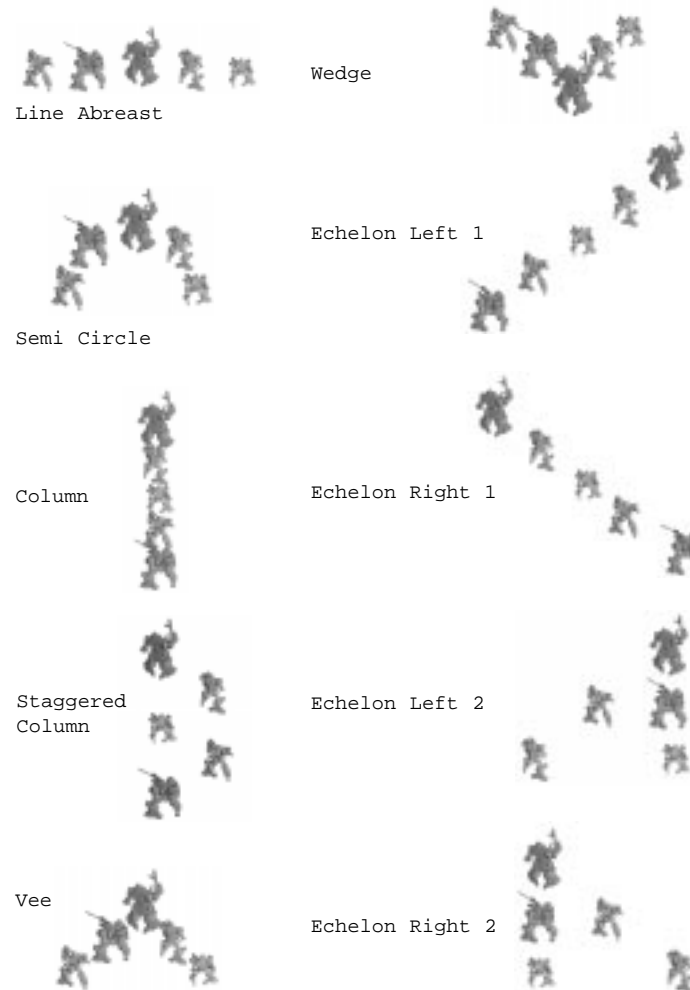 Line Abreast
Semi Circle
Column
Staggered
Column
Vee
Wedge
Echelon Left 1
Echelon Right 1
Echelon Left 2
Echelon Right 2